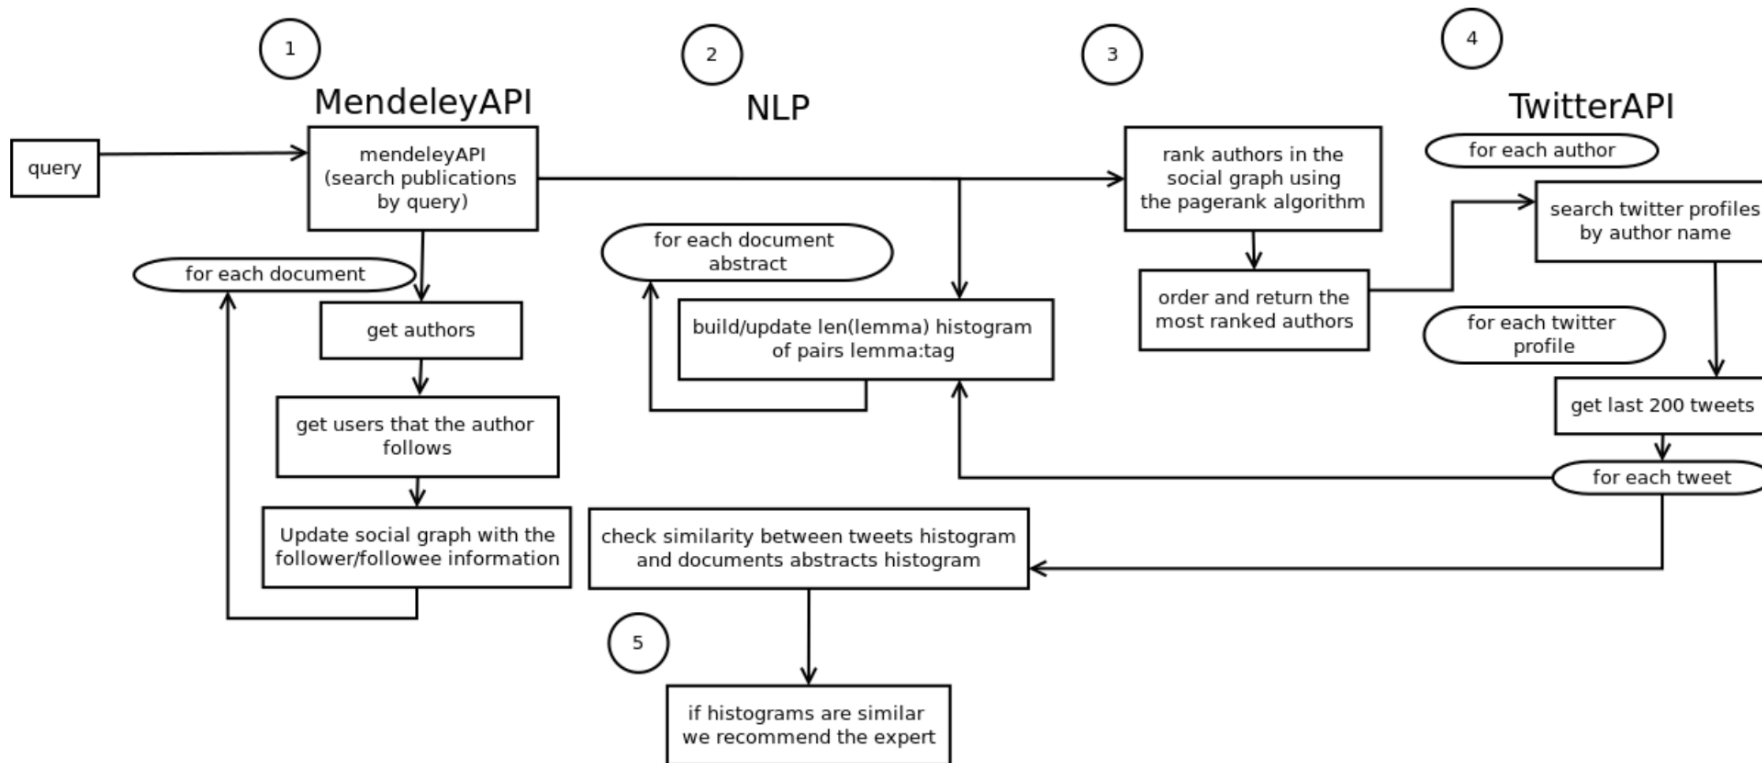 1
2
3
4
MendeleyAPI
NLP
TwitterAPI
query
mendeleyAPI
(search publications
by query)
for each document
get authors
get users that the author
follows
Update social graph with the
follower/followee information
for each document
abstract
build/update len(lemma) histogram
of pairs lemma:tag
rank authors in the
social graph using
the pagerank algorithm
order and return the
most ranked authors
for each author
search twitter profiles
by author name
for each twitter
profile
get last 200 tweets
for each tweet
check similarity between tweets histogram
and documents abstracts histogram
5
if histograms are similar
we recommend the expert